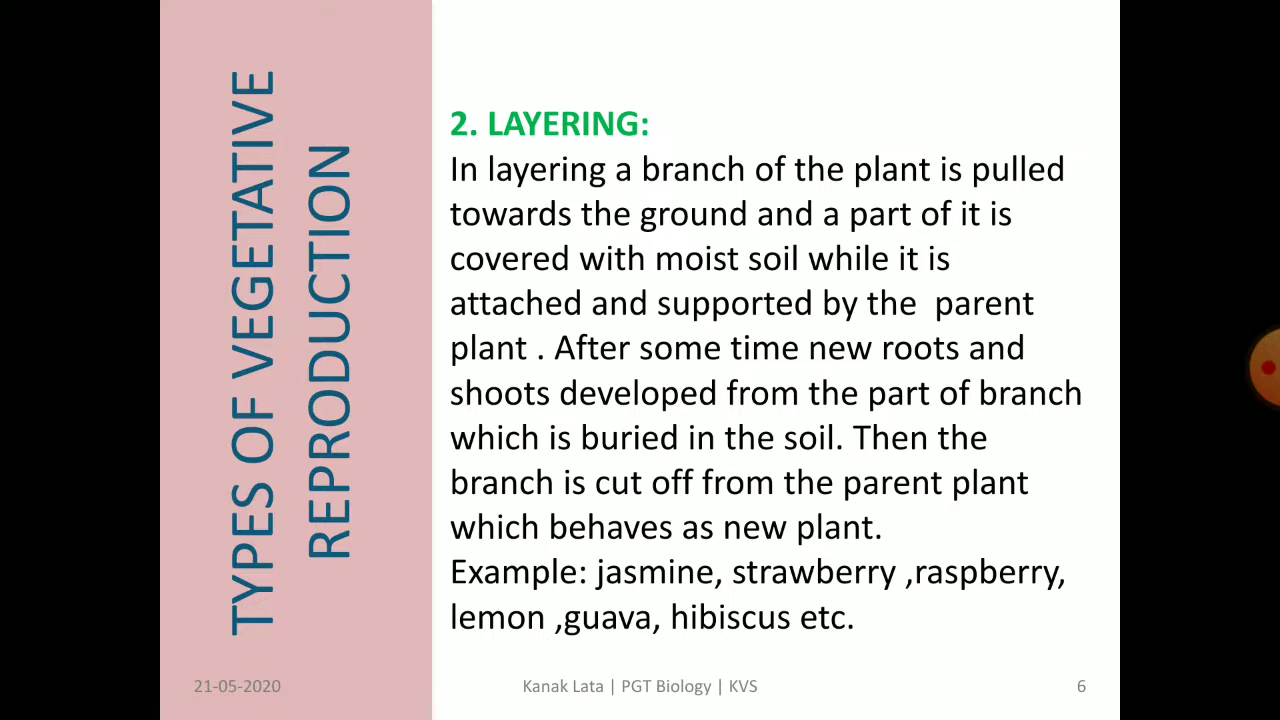 TYPES OF VEGETATIVE
REPRODUCTION
2. LAYERING:
In layering a branch of the plant is pulled
towards the ground and a part of it is
covered with moist soil while it is
attached and supported by the  parent
plant . After some time new roots and
shoots developed from the part of branch
which is buried in the soil. Then the
branch is cut off from the parent plant
which behaves as new plant.
Example: jasmine, strawberry ,raspberry,
lemon ,guava, hibiscus etc.
21-05-2020
Kanak Lata | PGT Biology | KVS
6